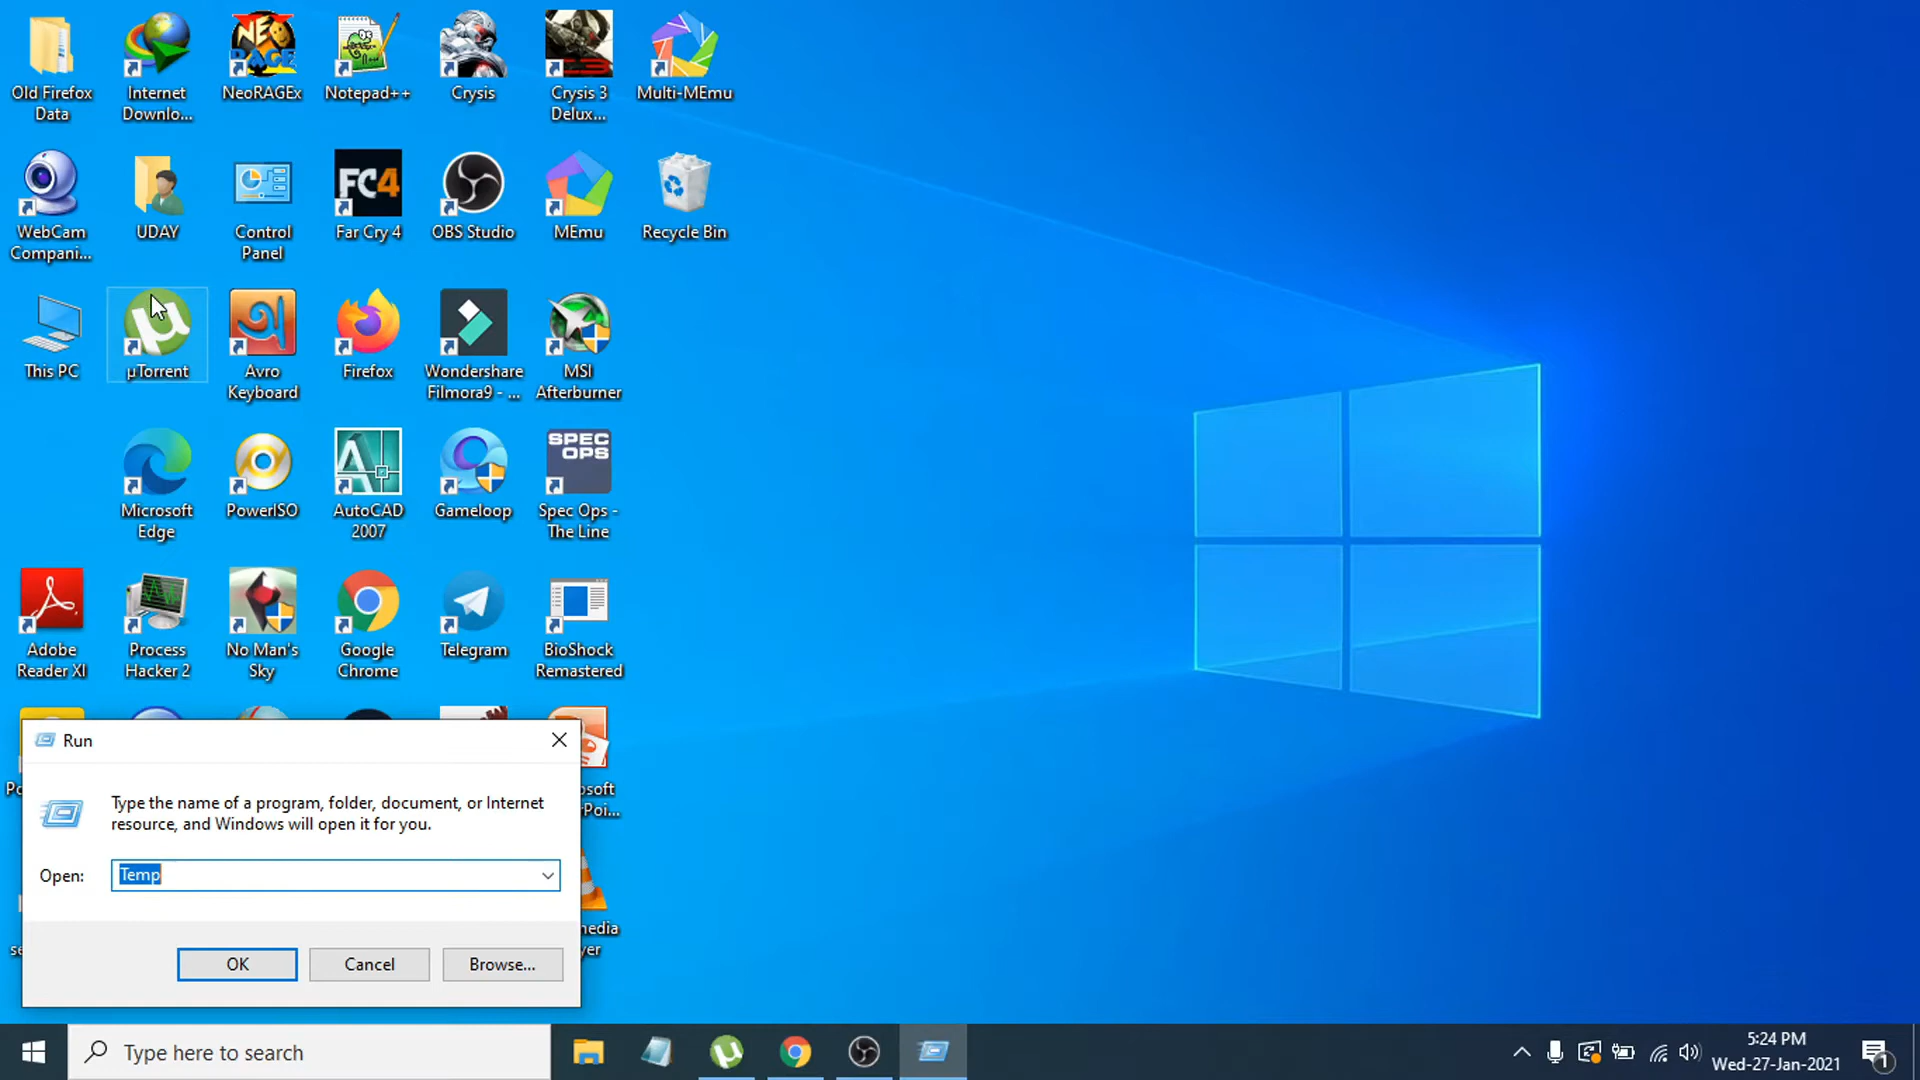 Old Firefox
Data
Internet
Downlo...
NeoRAGEx
Notepad++
Crysis
Crysis 3
Delux...
Multi-MEmu
WebCam
Compani...
UDAY
Control
Panel
FC4
Far Cry 4
OBS Studio
MEmu
Recycle Bin
This PC
µTorrent
Avro
Keyboard
Firefox
Wondershare
Filmora9 - ...
MSI
Afterburner
Microsoft
Edge
PowerISO
AutoCAD
2007
Gameloop
SPEC
OPS
Spec Ops -
The Line
Adobe
Reader XI
Process
Hacker 2
No Man's
Sky
Google
Chrome
Telegram
BioShock
Remastered
Run
Type the name of a program, folder, document, or Internet
resource, and Windows will open it for you.
Open:
Temp
OK
Cancel
Browse...
Type here to search
5:24 PM
Wed-27-Jan-2021
1